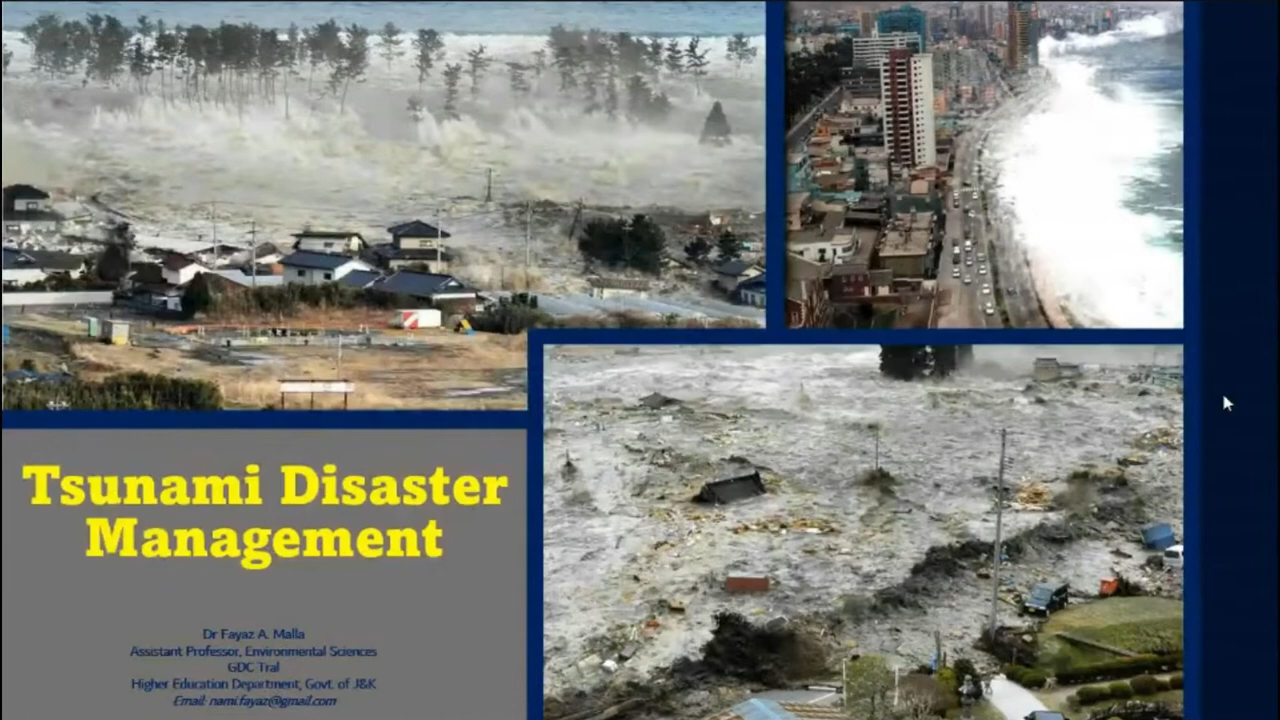 Tsunami Disaster
Management
Dr Fayaz A. Malla
Assistant Professor, Environmental Sciences
GDC Tral
Higher Education Department, Govt. of J&K
Email: nami.fayaz@gmail.com